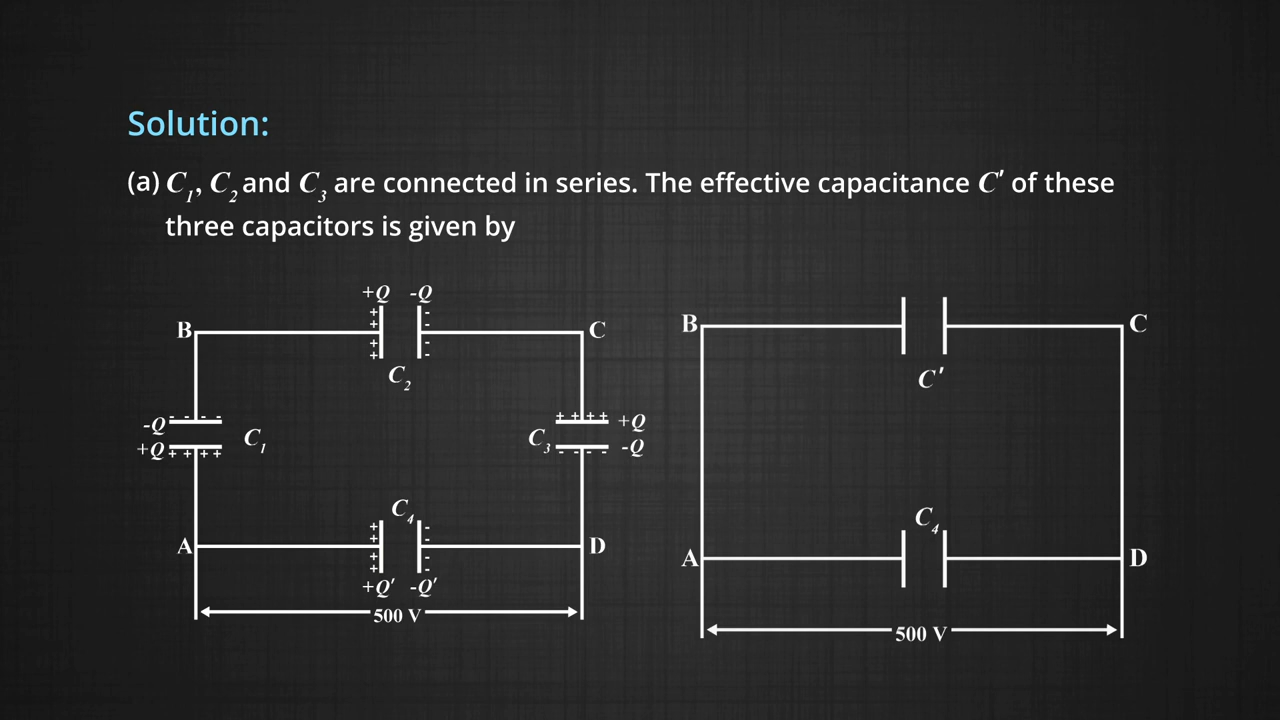 Solution:
(a) C₁, C₂ and C₃ are connected in series. The effective capacitance C′ of these
three capacitors is given by
+Q -Q
+ + + + - - - -
B C
C₂
-Q - - - -
+Q + + + +
C₁
C₃
+ + + + +Q
- - - - -Q
C₄
+ + + + - - - -
A D
+Q′ -Q′
500 V
B C
C′
C₄
A D
500 V